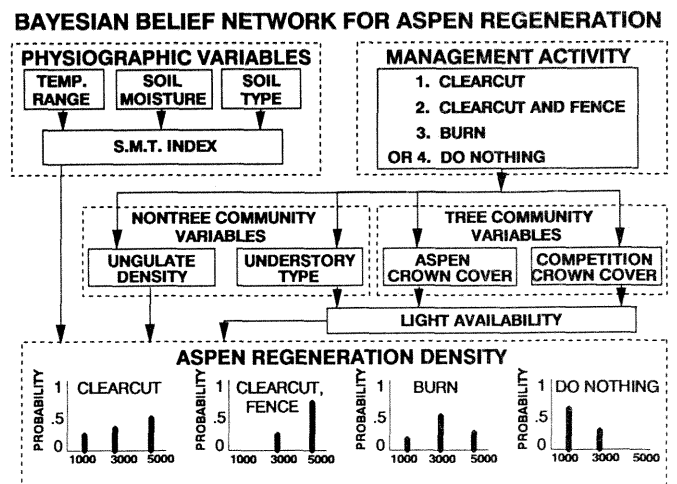 BAYESIAN BELIEF NETWORK FOR ASPEN REGENERATION
PHYSIOGRAPHIC VARIABLES
TEMP.
RANGE
SOIL
MOISTURE
SOIL
TYPE
S.M.T. INDEX
MANAGEMENT ACTIVITY
1. CLEARCUT
2. CLEARCUT AND FENCE
3. BURN
OR 4. DO NOTHING
NONTREE COMMUNITY
VARIABLES
UNGULATE
DENSITY
UNDERSTORY
TYPE
TREE COMMUNITY
VARIABLES
ASPEN
CROWN COVER
COMPETITION
CROWN COVER
LIGHT AVAILABILITY
ASPEN REGENERATION DENSITY
PROBABILITY
1
.5
0
CLEARCUT
1000 3000 5000
PROBABILITY
1
.5
0
CLEARCUT,
FENCE
1000 3000 5000
PROBABILITY
1
.5
0
BURN
1000 3000 5000
PROBABILITY
1
.5
0
DO NOTHING
1000 3000 5000